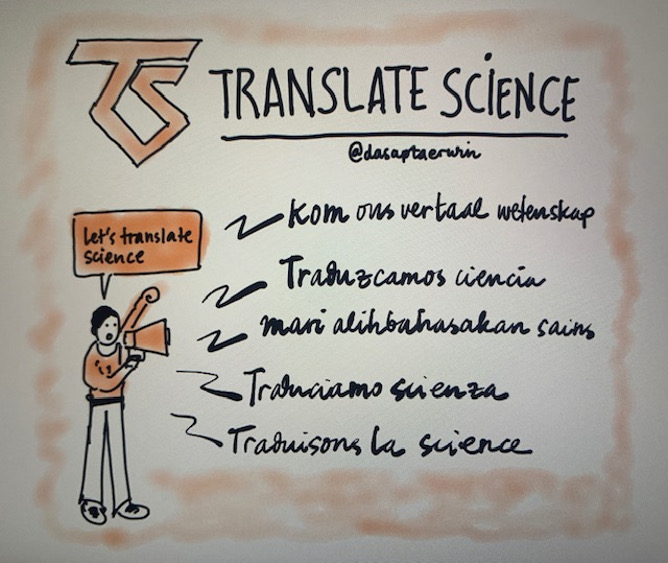 TS
TRANSLATE SCIENCE
@dasaptaerwin
Let's translate
science
kom ons vertaal wetenskap
Traduzcamos ciencia
mari alihbahasakan sains
Traduciamo scienza
Traduisons la science